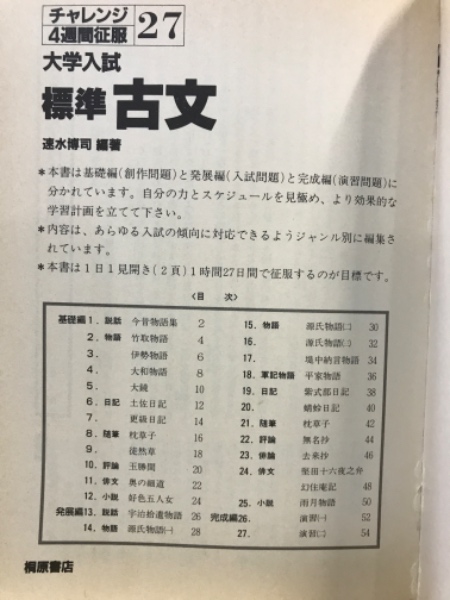 チャレンジ
4週間征服 27
大学入試
標準 古文
速水博司 編著
*本書は基礎編(創作問題)と発展編(入試問題)と完成編(演習問題)に
分かれています。自分の力とスケジュールを見極め、より効果的な
学習計画を立てて下さい。
*内容は、あらゆる入試の傾向に対応できるようジャンル別に編集さ
れています。
*本書は1日1見開き(2頁)1時間27日間で征服するのが目標です。
〈目 次〉
基礎編1. 説話 今昔物語集 2
2. 物語 竹取物語 4
3. 伊勢物語 6
4. 大和物語 8
5. 大鏡 10
6. 日記 土佐日記 12
7. 更級日記 14
8. 随筆 枕草子 16
9. 徒然草 18
10. 評論 玉勝間 20
11. 俳文 奥の細道 22
12. 小説 好色五人女 24
発展編13. 説話 宇治拾遺物語 26
14. 物語 源氏物語㈠ 28
15. 物語 源氏物語㈡ 30
16. 源氏物語㈢ 32
17. 堤中納言物語 34
18. 軍記物語 平家物語 36
19. 日記 紫式部日記 38
20. 蜻蛉日記 40
21. 随筆 枕草子 42
22. 評論 無名抄 44
23. 俳論 去来抄 46
24. 俳文 堅田十六夜之弁
幻住庵記 48
25. 小説 雨月物語 50
完成編26. 演習㈠ 52
27. 演習㈡ 54
桐原書店